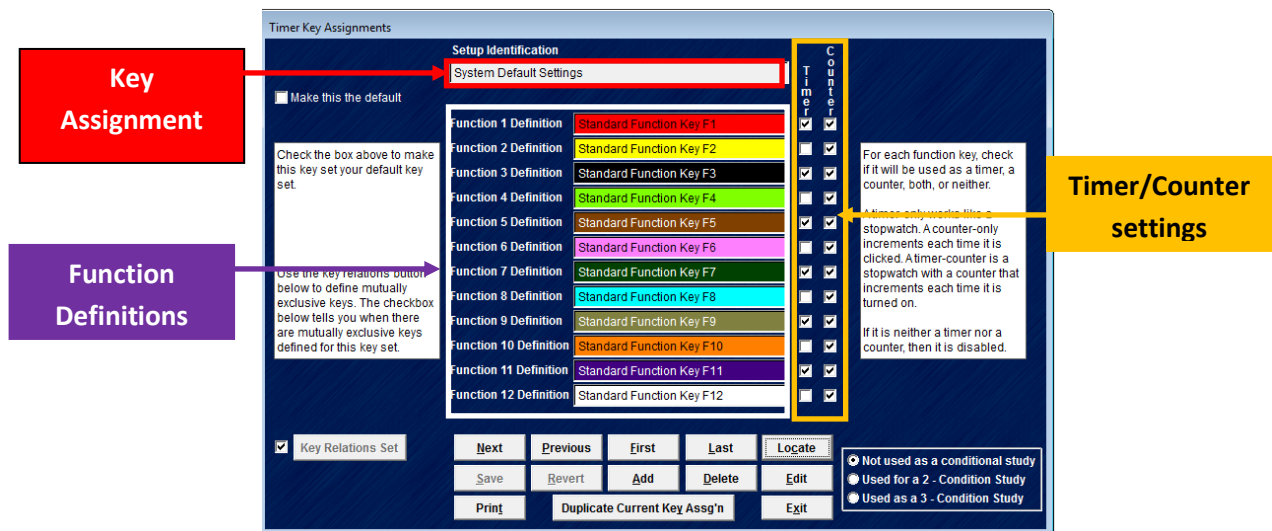 Timer Key Assignments
Key
Assignment
Setup Identification
System Default Settings
Timer
Counter
Make this the default
Function 1 Definition Standard Function Key F1
Function 2 Definition Standard Function Key F2
Function 3 Definition Standard Function Key F3
Function 4 Definition Standard Function Key F4
Function 5 Definition Standard Function Key F5
Function 6 Definition Standard Function Key F6
Function 7 Definition Standard Function Key F7
Function 8 Definition Standard Function Key F8
Function 9 Definition Standard Function Key F9
Function 10 Definition Standard Function Key F10
Function 11 Definition Standard Function Key F11
Function 12 Definition Standard Function Key F12
Check the box above to make
this key set your default key
set.
Function
Definitions
Use the key relations button
below to define mutually
exclusive keys. The checkbox
below tells you when there
are mutually exclusive keys
defined for this key set.
For each function key, check
if it will be used as a timer, a
counter, both, or neither.
A timer-only works like a
stopwatch. A counter-only
increments each time it is
clicked. A timer-counter is a
stopwatch with a counter that
increments each time it is
turned on.
If it is neither a timer nor a
counter, then it is disabled.
Timer/Counter
settings
Key Relations Set
Next Previous First Last Locate
Save Revert Add Delete Edit
Print Duplicate Current Key Assg'n Exit
Not used as a conditional study
Used for a 2 - Condition Study
Used as a 3 - Condition Study